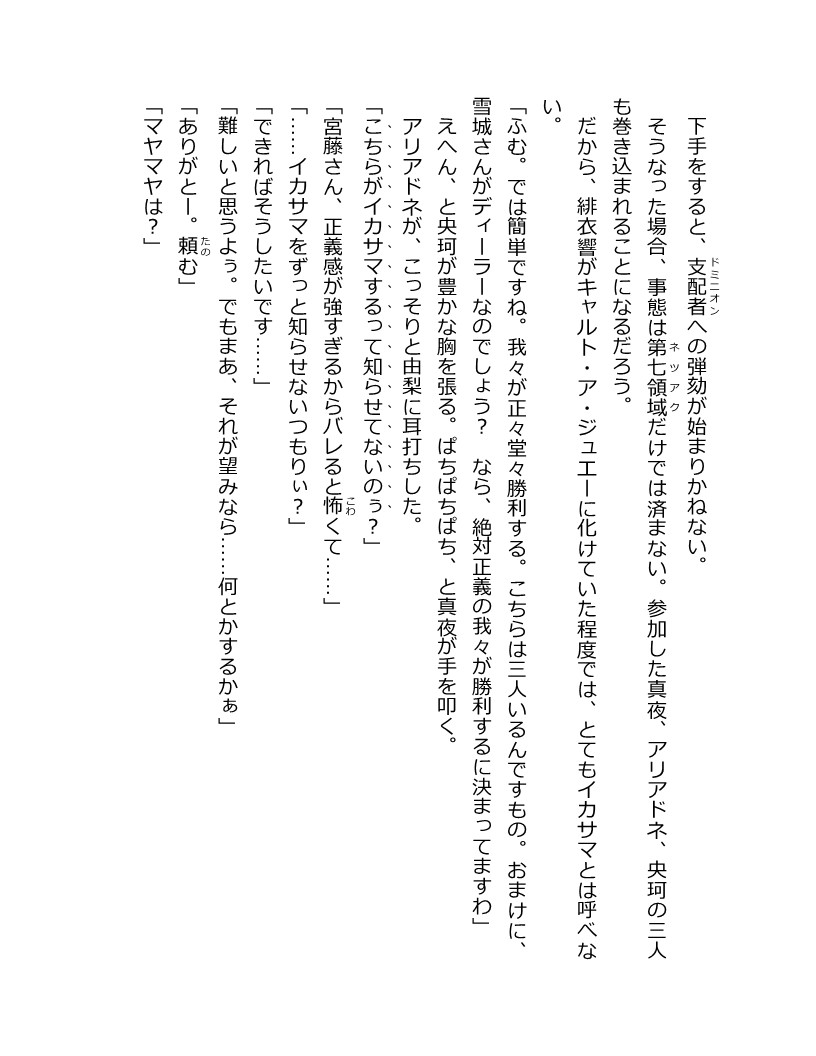 下手をすると、支配者への弾劾が始まりかねない。
ドミニオン
そうなった場合、事態は第七領域だけでは済まない。参加した真夜、アリアドネ、央珂の三人
ネツアク
も巻き込まれることになるだろう。
だから、緋衣響がキャルト・ア・ジュエーに化けていた程度では、とてもイカサマとは呼べな
い。
「ふむ。では簡単ですね。我々が正々堂々勝利する。こちらは三人いるんですもの。おまけに、
雪城さんがディーラーなのでしょう？　なら、絶対正義の我々が勝利するに決まってますわ」
えへん、と央珂が豊かな胸を張る。ぱちぱちぱち、と真夜が手を叩く。
アリアドネが、こっそりと由梨に耳打ちした。
「こちらがイカサマするって知らせてないのぅ？」
「宮藤さん、正義感が強すぎるからバレると怖くて……」
こわ
「……イカサマをずっと知らせないいつもりぃ？」
「できればそうしたいです……」
「難しいと思うよぅ。でもまあ、それが望みなら……何とかするかぁ」
「ありがとー。頼む」
たの
「マヤマヤは？」